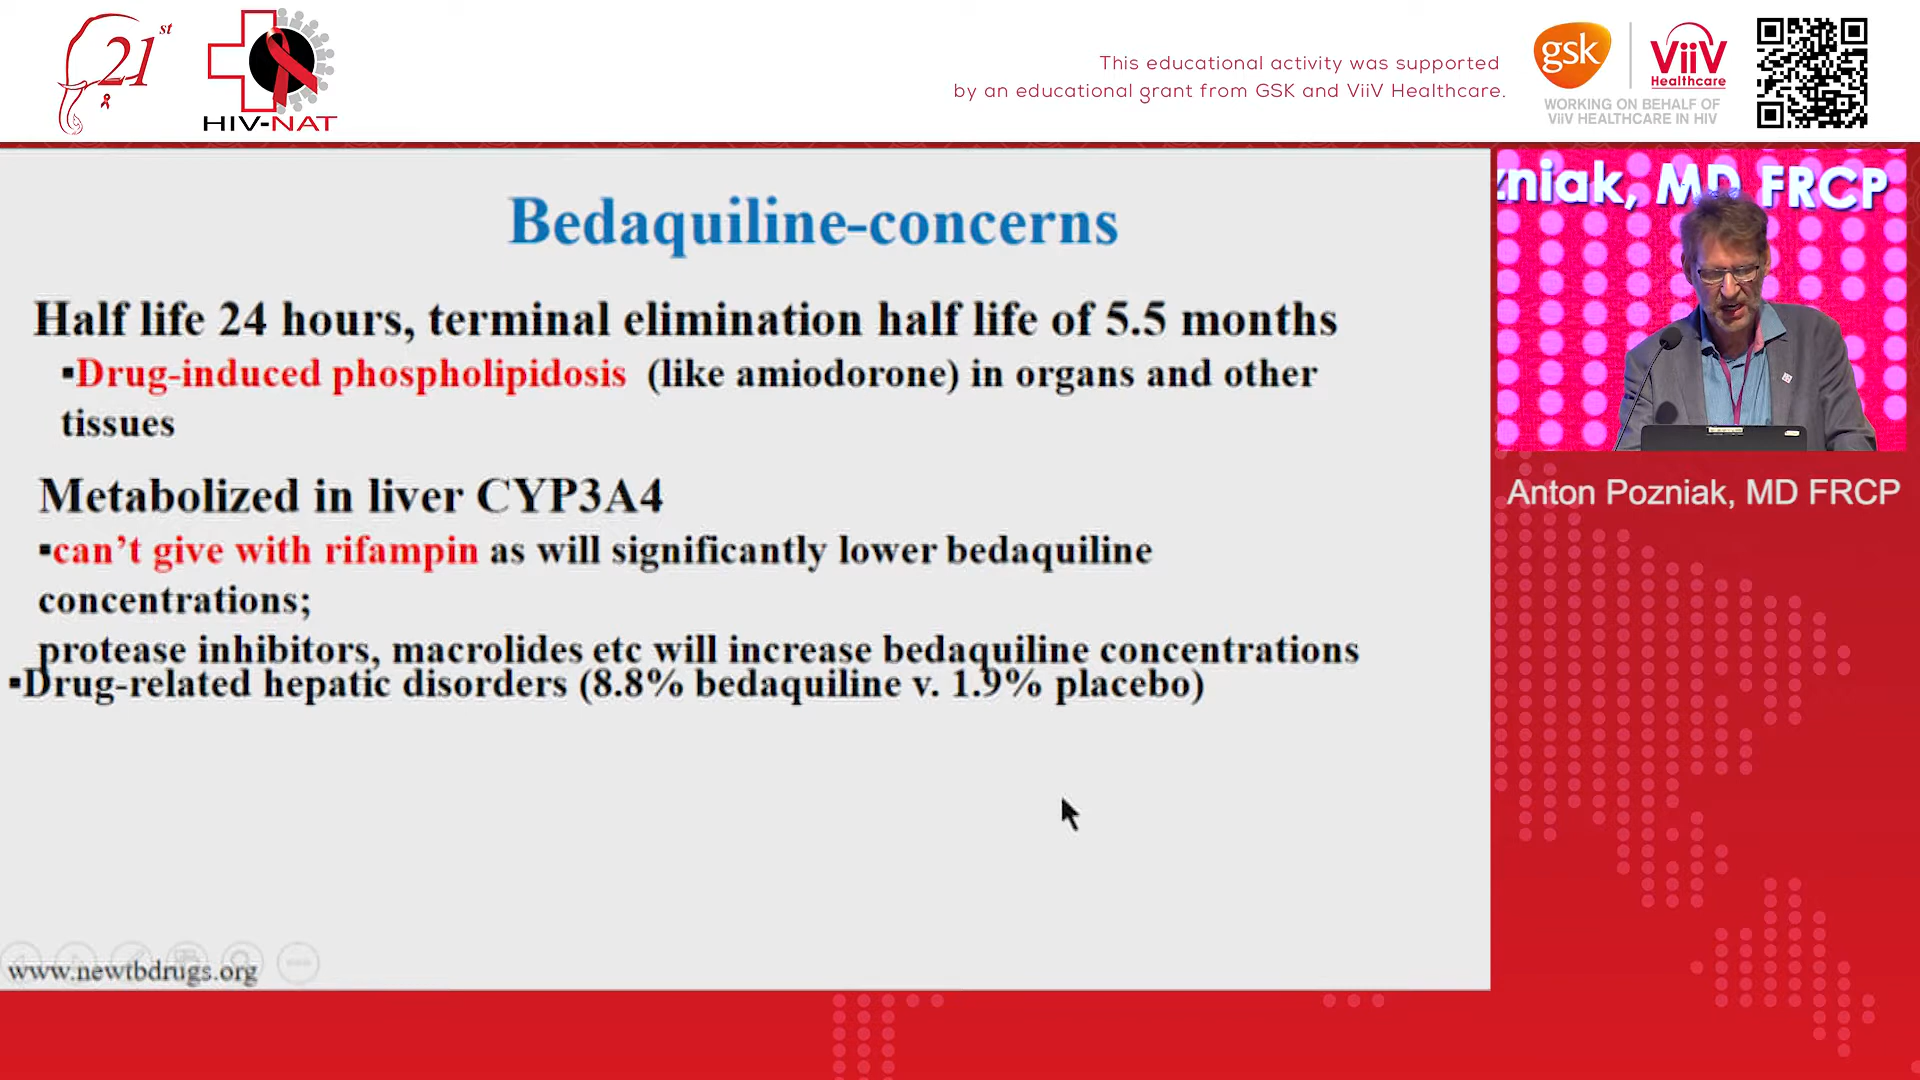 21st
HIV-NAT
This educational activity was supported
by an educational grant from GSK and ViiV Healthcare.
gsk
ViiV
Healthcare
WORKING ON BEHALF OF
ViiV HEALTHCARE IN HIV
Bedaquiline-concerns
Half life 24 hours, terminal elimination half life of 5.5 months
▪Drug-induced phospholipidosis (like amiodorone) in organs and other
tissues
Metabolized in liver CYP3A4
▪can't give with rifampin as will significantly lower bedaquiline
concentrations;
protease inhibitors, macrolides etc will increase bedaquiline concentrations
▪Drug-related hepatic disorders (8.8% bedaquiline v. 1.9% placebo)
www.newtbdrugs.org
zniak, MD FRCP
Anton Pozniak, MD FRCP